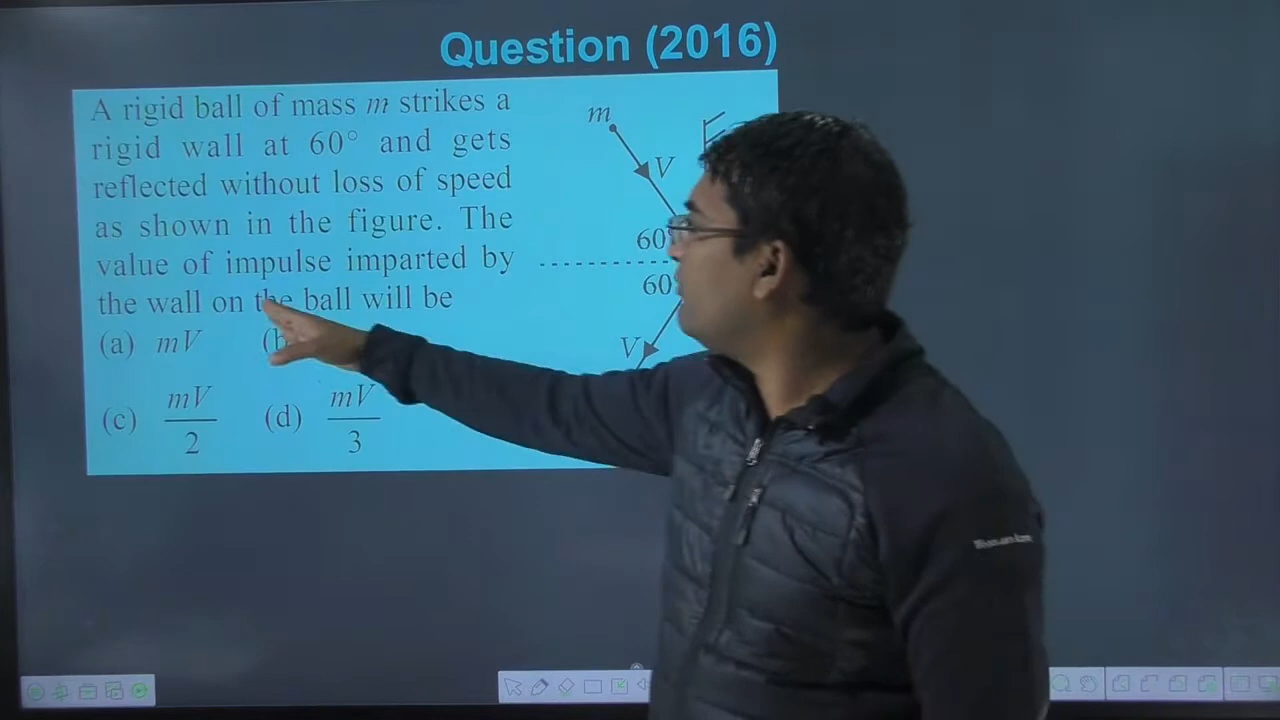 Question (2016)
A rigid ball of mass m strikes a
rigid wall at 60° and gets
reflected without loss of speed
as shown in the figure. The
value of impulse imparted by
the wall on the ball will be
(a) mV (b
(c) mV/2 (d) mV/3
m
V
60°
60°
V